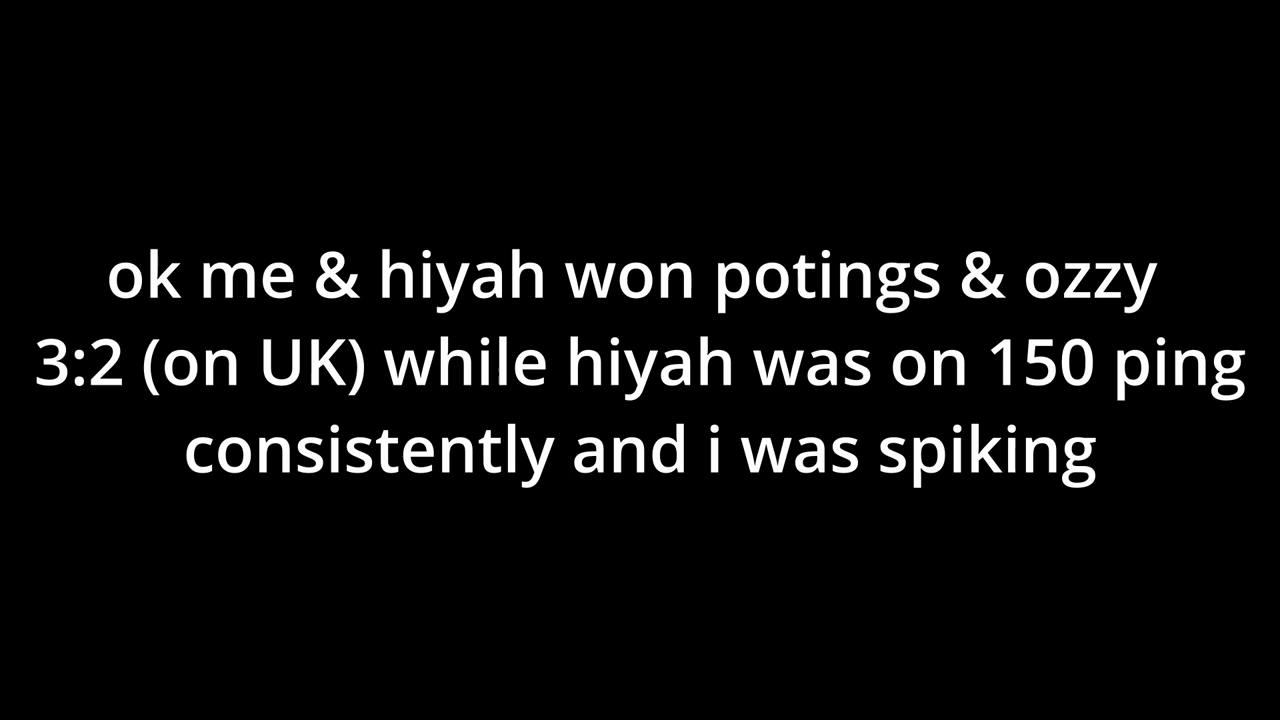 ok me & hiyah won potings & ozzy
3:2 (on UK) while hiyah was on 150 ping
consistently and i was spiking